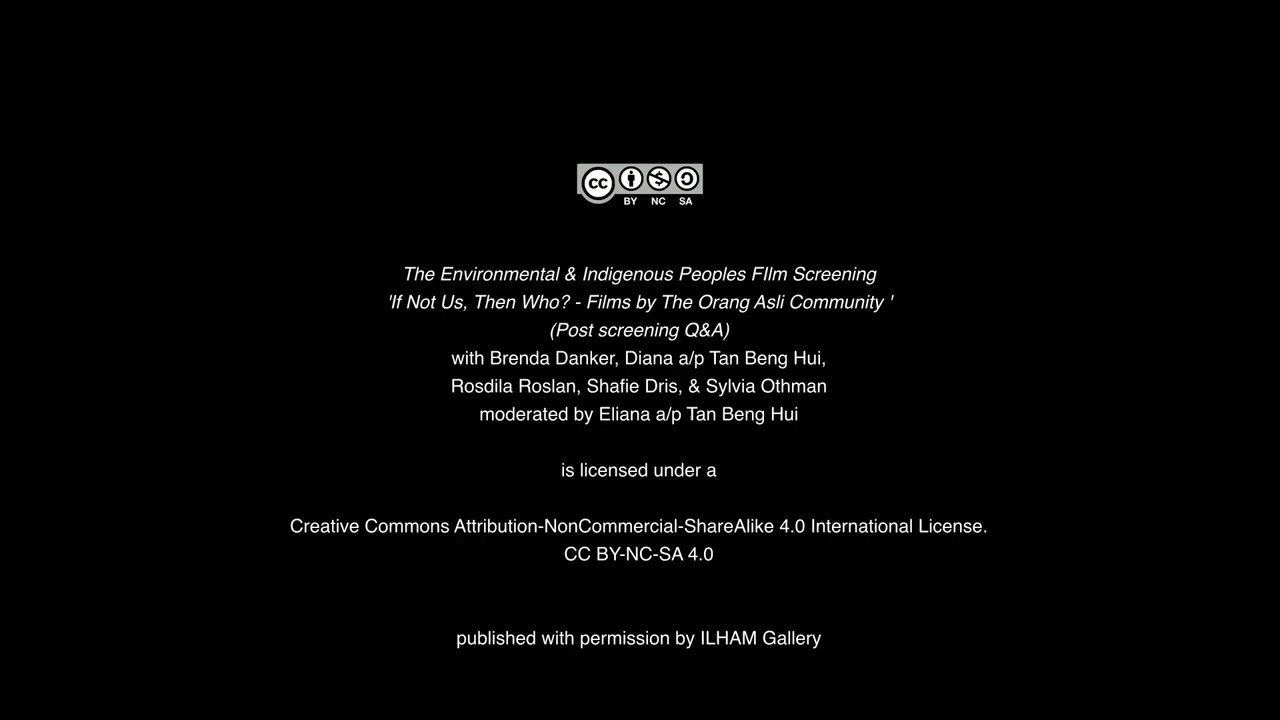 cc
BY NC SA
The Environmental & Indigenous Peoples FIlm Screening
'If Not Us, Then Who? - Films by The Orang Asli Community '
(Post screening Q&A)
with Brenda Danker, Diana a/p Tan Beng Hui,
Rosdila Roslan, Shafie Dris, & Sylvia Othman
moderated by Eliana a/p Tan Beng Hui
is licensed under a
Creative Commons Attribution-NonCommercial-ShareAlike 4.0 International License.
CC BY-NC-SA 4.0
published with permission by ILHAM Gallery